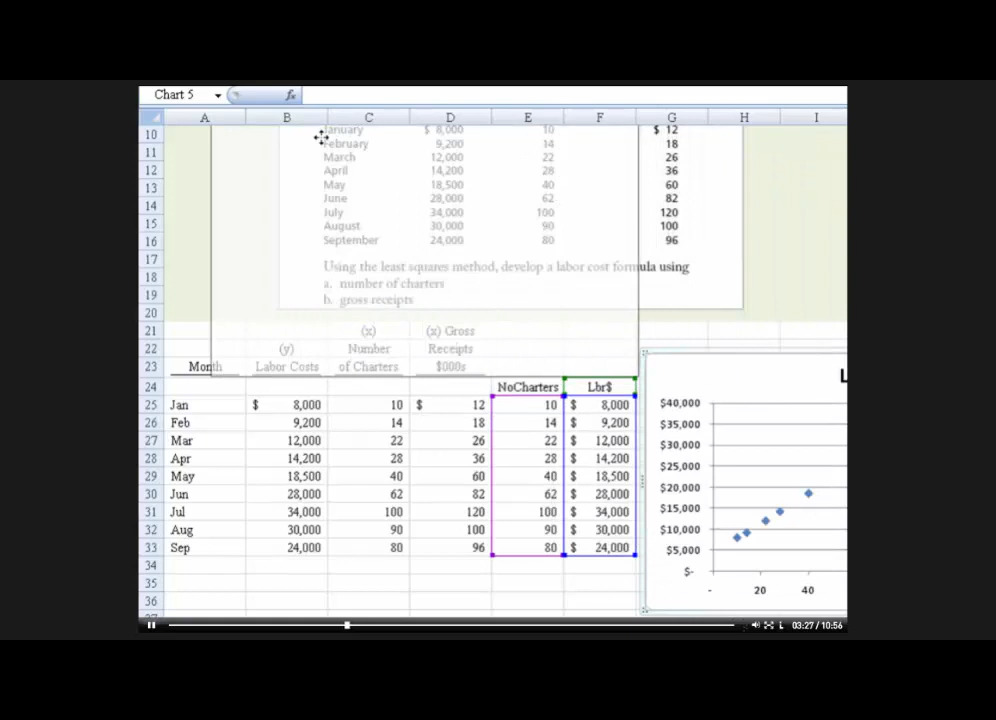 Chart 5 fx
A B C D E F G H I
10 January $ 8,000 10 $ 12
11 February 9,200 14 18
March 12,000 22 26
12 April 14,200 28 36
13 May 18,500 40 60
14 June 28,000 62 82
July 34,000 100 120
15 August 30,000 90 100
16 September 24,000 80 96
17
18 Using the least squares method, develop a labor cost formula using
a. number of charters
19 b. gross receipts
20
21 (x) (x) Gross
22 (y) Number Receipts
23 Month Labor Costs of Charters $000s
24 NoCharters Lbr$
25 Jan $ 8,000 10 $ 12 10 $ 8,000
26 Feb 9,200 14 18 14 $ 9,200
27 Mar 12,000 22 26 22 $ 12,000
28 Apr 14,200 28 36 28 $ 14,200
29 May 18,500 40 60 40 $ 18,500
30 Jun 28,000 62 82 62 $ 28,000
31 Jul 34,000 100 120 100 $ 34,000
32 Aug 30,000 90 100 90 $ 30,000
33 Sep 24,000 80 96 80 $ 24,000
34
35
36
L
$40,000
$35,000
$30,000
$25,000
$20,000
$15,000
$10,000
$5,000
$-
- 20 40
03:27 / 10:56